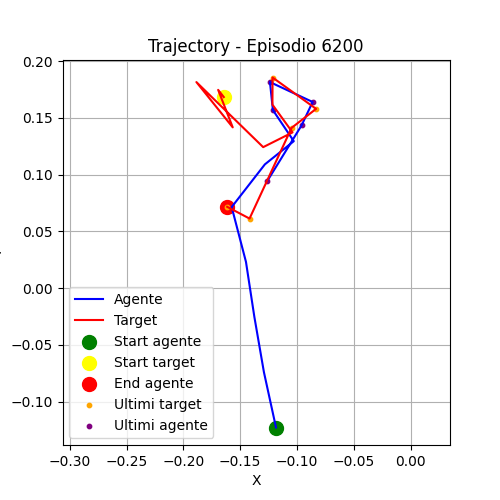 Trajectory - Episodio 6200
0.20
0.15
0.10
0.05
0.00
−0.05
−0.10
Agente
Target
Start agente
Start target
End agente
Ultimi target
Ultimi agente
−0.30 −0.25 −0.20 −0.15 −0.10 −0.05 0.00
X